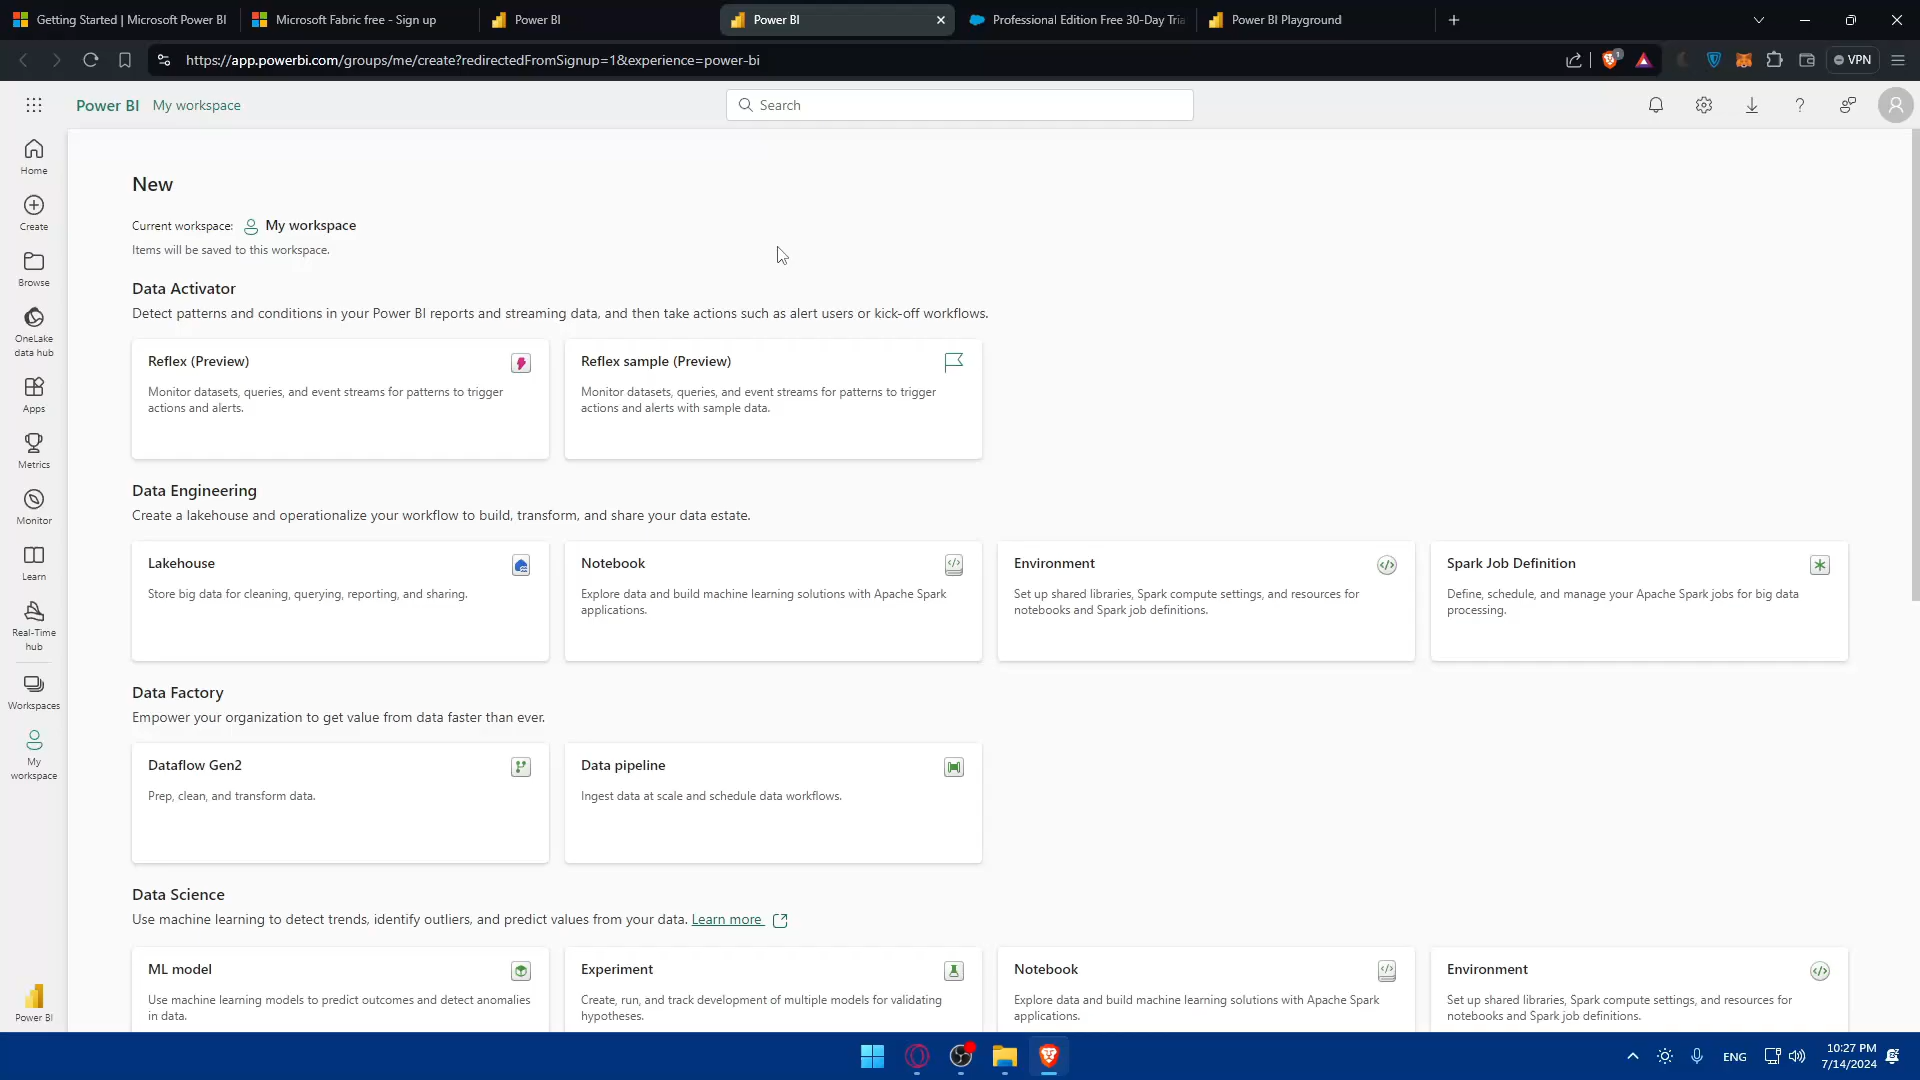 Getting Started | Microsoft Power BI
Microsoft Fabric free - Sign up
Power BI
Power BI
Professional Edition Free 30-Day Tria
Power BI Playground
https://app.powerbi.com/groups/me/create?redirectedFromSignup=1&experience=power-bi
1
VPN
Power BI My workspace
Search
Home
Create
Browse
OneLake
data hub
Apps
Metrics
Monitor
Learn
Real-Time
hub
Workspaces
My
workspace
Power BI
New
Current workspace: My workspace
Items will be saved to this workspace.
Data Activator
Detect patterns and conditions in your Power BI reports and streaming data, and then take actions such as alert users or kick-off workflows.
Reflex (Preview)
Monitor datasets, queries, and event streams for patterns to trigger
actions and alerts.
Reflex sample (Preview)
Monitor datasets, queries, and event streams for patterns to trigger
actions and alerts with sample data.
Data Engineering
Create a lakehouse and operationalize your workflow to build, transform, and share your data estate.
Lakehouse
Store big data for cleaning, querying, reporting, and sharing.
Notebook
Explore data and build machine learning solutions with Apache Spark
applications.
Environment
Set up shared libraries, Spark compute settings, and resources for
notebooks and Spark job definitions.
Spark Job Definition
Define, schedule, and manage your Apache Spark jobs for big data
processing.
Data Factory
Empower your organization to get value from data faster than ever.
Dataflow Gen2
Prep, clean, and transform data.
Data pipeline
Ingest data at scale and schedule data workflows.
Data Science
Use machine learning to detect trends, identify outliers, and predict values from your data. Learn more
ML model
Use machine learning models to predict outcomes and detect anomalies
in data.
Experiment
Create, run, and track development of multiple models for validating
hypotheses.
Notebook
Explore data and build machine learning solutions with Apache Spark
applications.
Environment
Set up shared libraries, Spark compute settings, and resources for
notebooks and Spark job definitions.
ENG
10:27 PM
7/14/2024